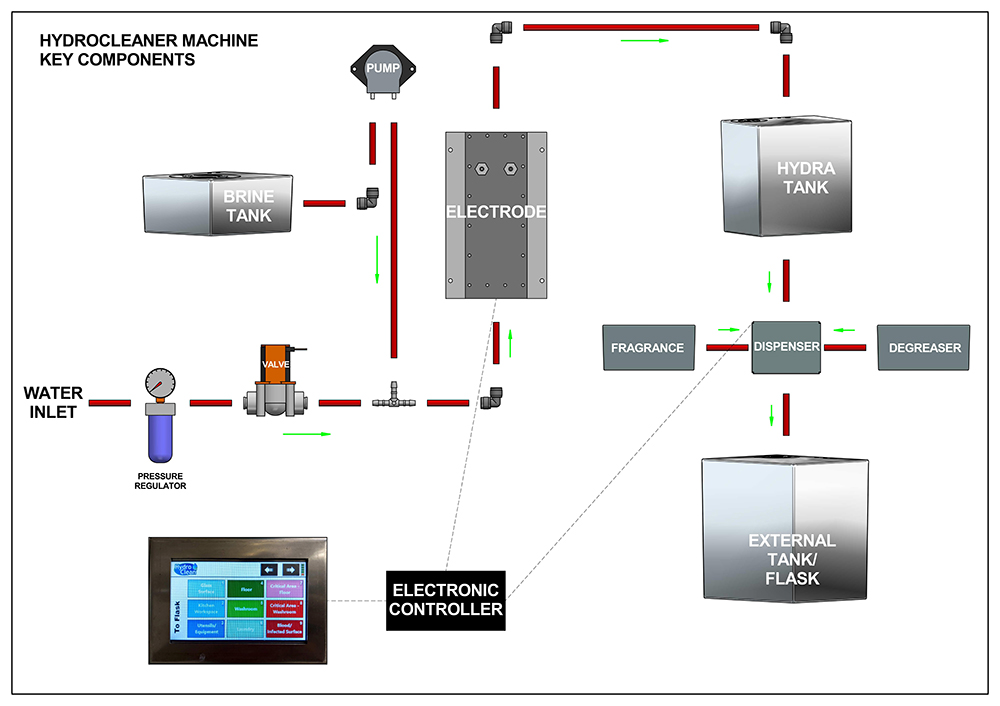 HYDROCLEANER MACHINE
KEY COMPONENTS
PUMP
BRINE
TANK
ELECTRODE
HYDRA
TANK
FRAGRANCE
DISPENSER
DEGREASER
VALVE
WATER
INLET
PRESSURE
REGULATOR
EXTERNAL
TANK/
FLASK
ELECTRONIC
CONTROLLER
Hydro
Clean
To Flask
Surface
Floor
Critical Area -
Floor
Kitchen
Workspace
Washroom
Critical Area -
Washroom
Utensils/
Equipment
Blood/
Infected Surface